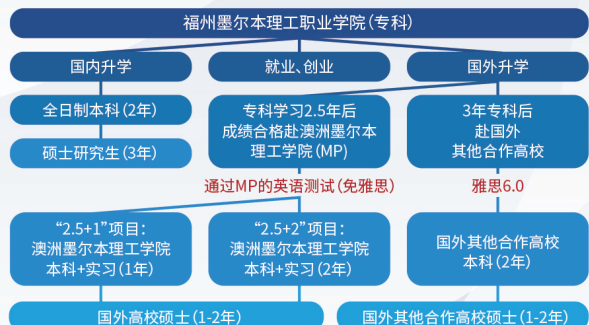 福州墨尔本理工职业学院(专科)
国内升学
就业、创业
国外升学
全日制本科(2年)
硕士研究生(3年)
专科学习2.5年后
成绩合格赴澳洲墨尔本
理工学院(MP)
3年专科后
赴国外
其他合作高校
通过MP的英语测试(免雅思)
雅思6.0
“2.5+1”项目:
澳洲墨尔本理工学院
本科+实习(1年)
“2.5+2”项目:
澳洲墨尔本理工学院
本科+实习(2年)
国外其他合作高校
本科(2年)
国外高校硕士(1-2年)
国外其他合作高校硕士(1-2年)